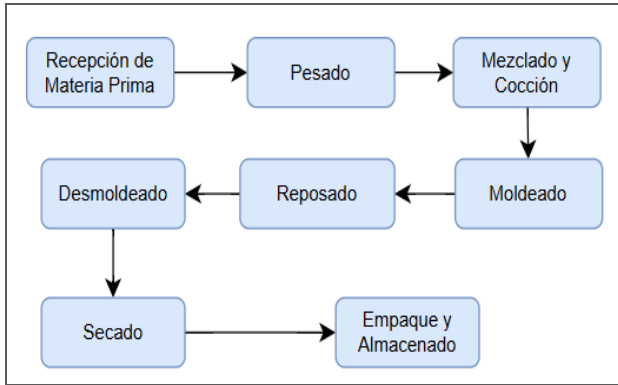 Recepción de
Materia Prima
Pesado
Mezclado y
Cocción
Moldeado
Reposado
Desmoldeado
Secado
Empaque y
Almacenado